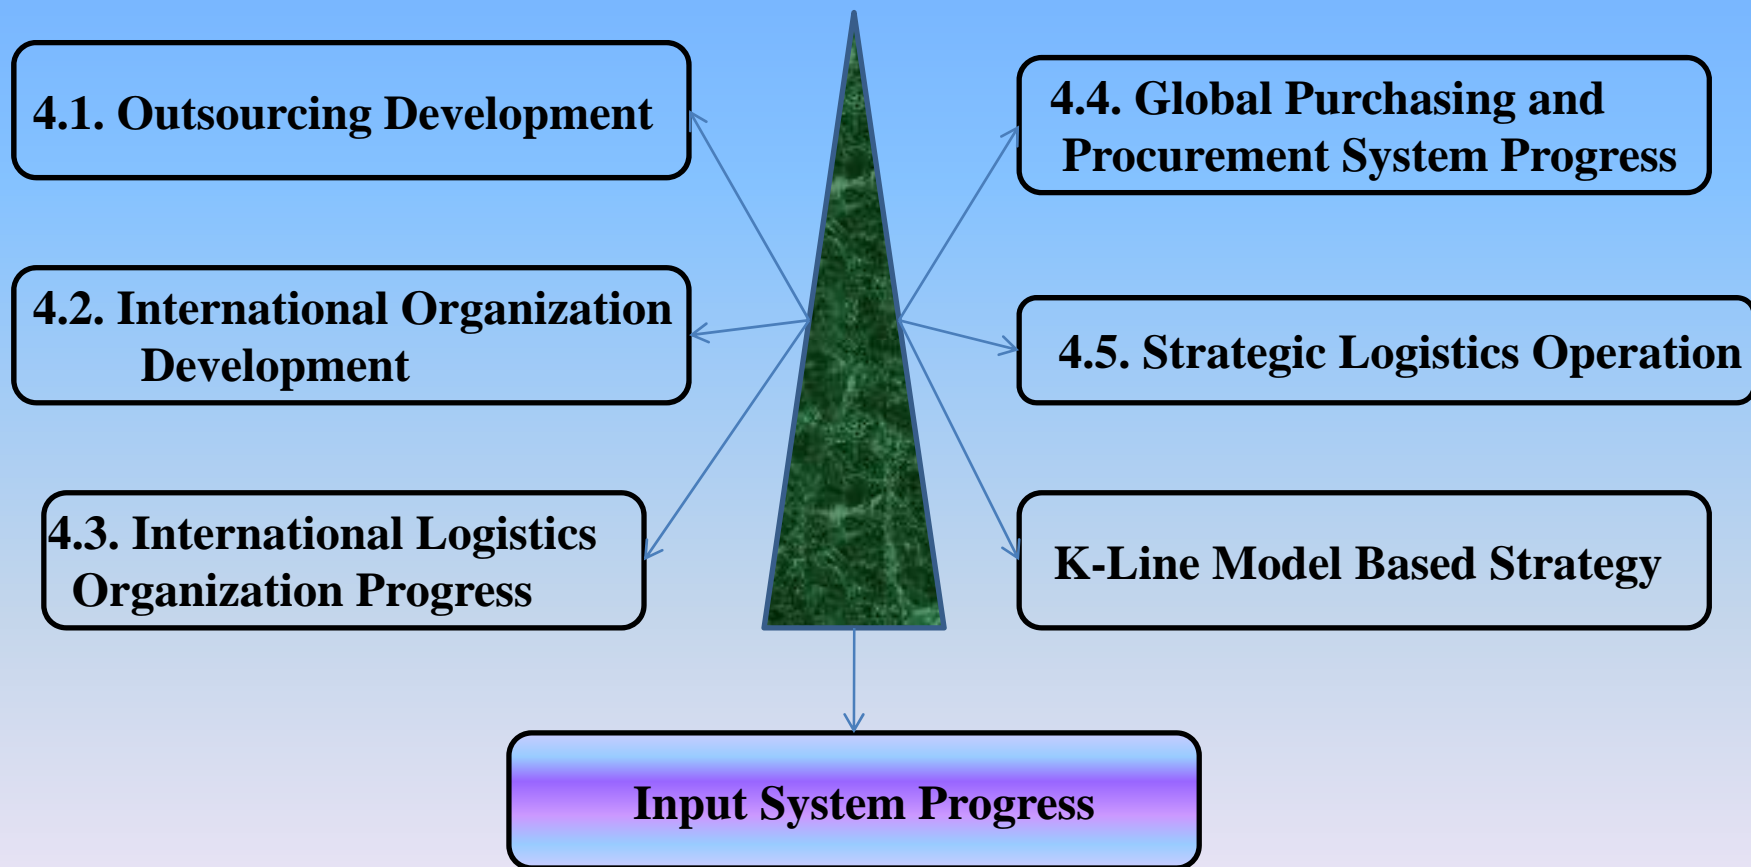 4.1. Outsourcing Development
4.2. International Organization
Development
4.3. International Logistics
Organization Progress
4.4. Global Purchasing and
Procurement System Progress
4.5. Strategic Logistics Operation
K-Line Model Based Strategy
Input System Progress